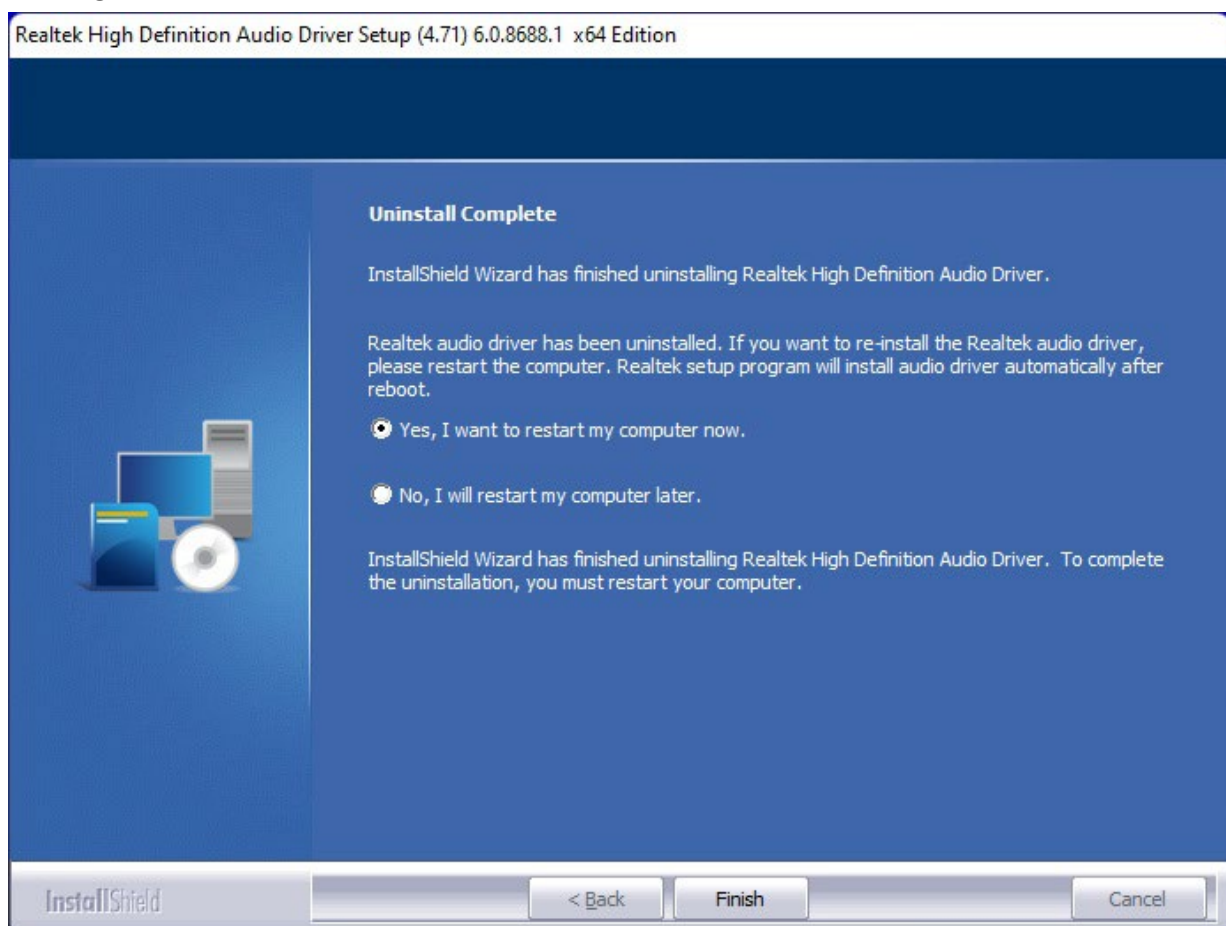 Realtek High Definition Audio Driver Setup (4.71) 6.0.8688.1 x64 Edition
Uninstall Complete
InstallShield Wizard has finished uninstalling Realtek High Definition Audio Driver.
Realtek audio driver has been uninstalled. If you want to re-install the Realtek audio driver,
please restart the computer. Realtek setup program will install audio driver automatically after
reboot.
Yes, I want to restart my computer now.
No, I will restart my computer later.
InstallShield Wizard has finished uninstalling Realtek High Definition Audio Driver. To complete
the uninstallation, you must restart your computer.
InstallShield
< Back
Finish
Cancel